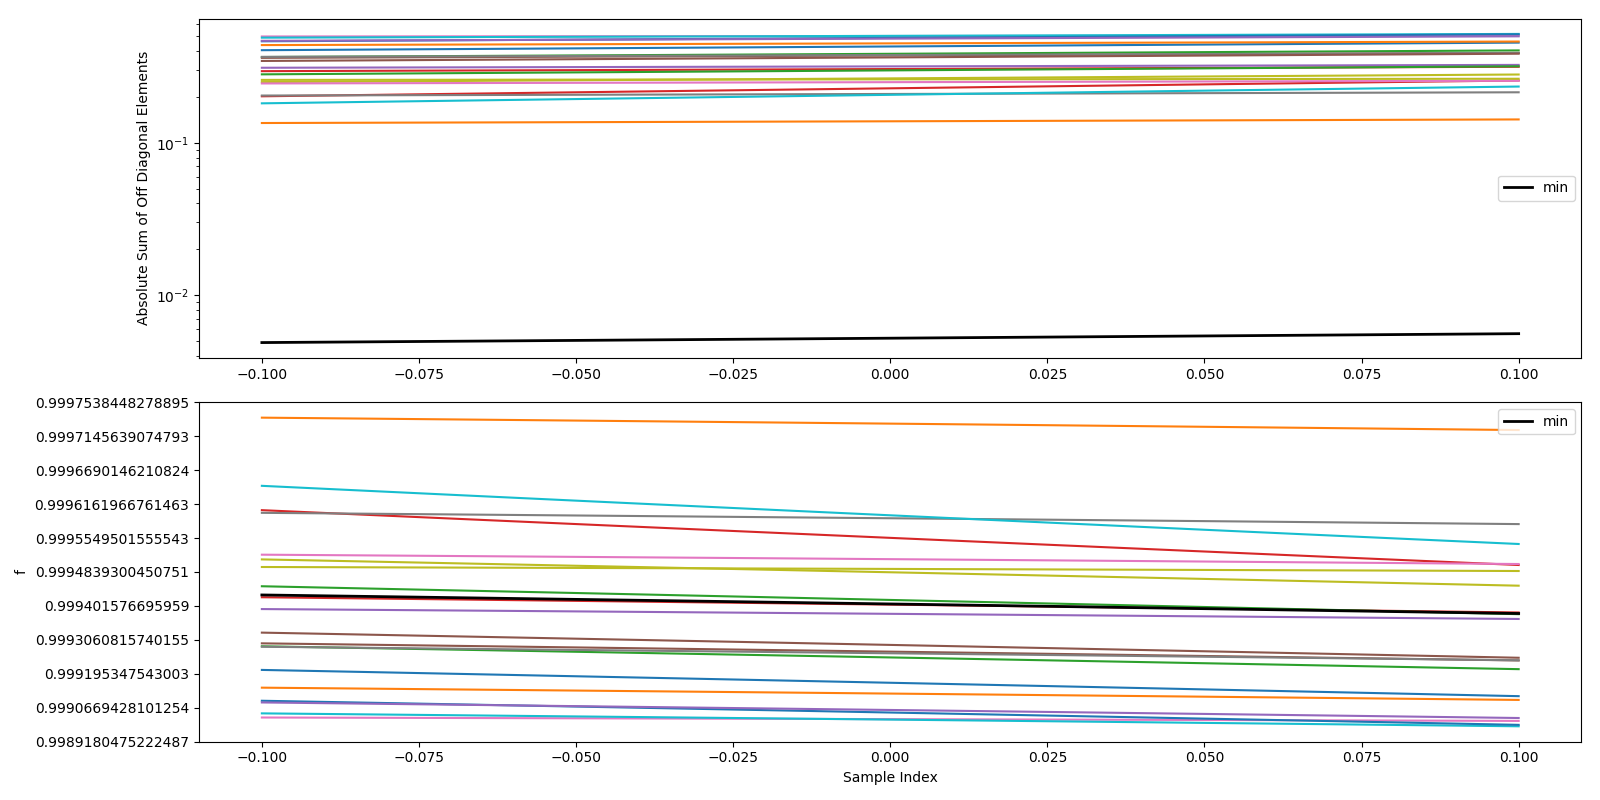 Absolute Sum of Off Diagonal Elements
10⁻¹
10⁻²
min
−0.100 −0.075 −0.050 −0.025 0.000 0.025 0.050 0.075 0.100
f
0.9997538448278895
0.9997145639074793
0.9996690146210824
0.9996161966761463
0.9995549501555543
0.9994839300450751
0.999401576695959
0.9993060815740155
0.999195347543003
0.9990669428101254
0.9989180475222487
min
−0.100 −0.075 −0.050 −0.025 0.000 0.025 0.050 0.075 0.100
Sample Index